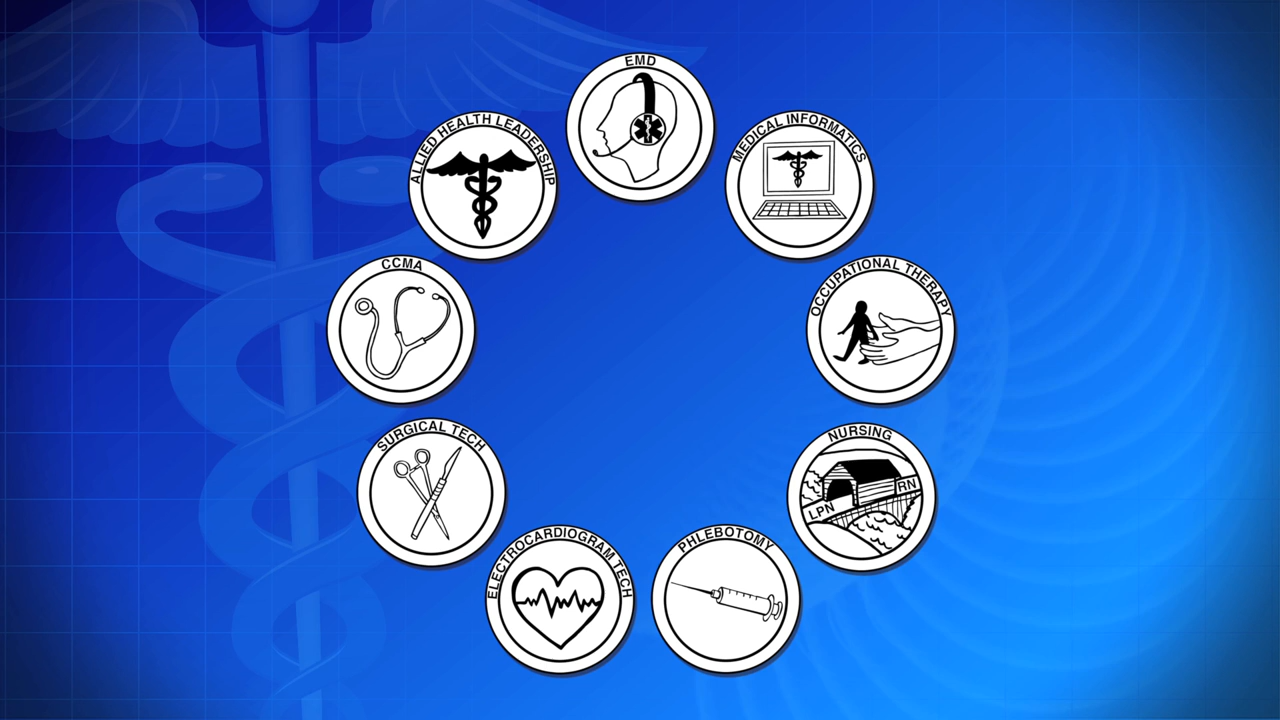 EMD
ALLIED HEALTH LEADERSHIP
MEDICAL INFORMATICS
CCMA
OCCUPATIONAL THERAPY
SURGICAL TECH
NURSING
RN
LPN
ELECTROCARDIOGRAM TECH
PHLEBOTOMY